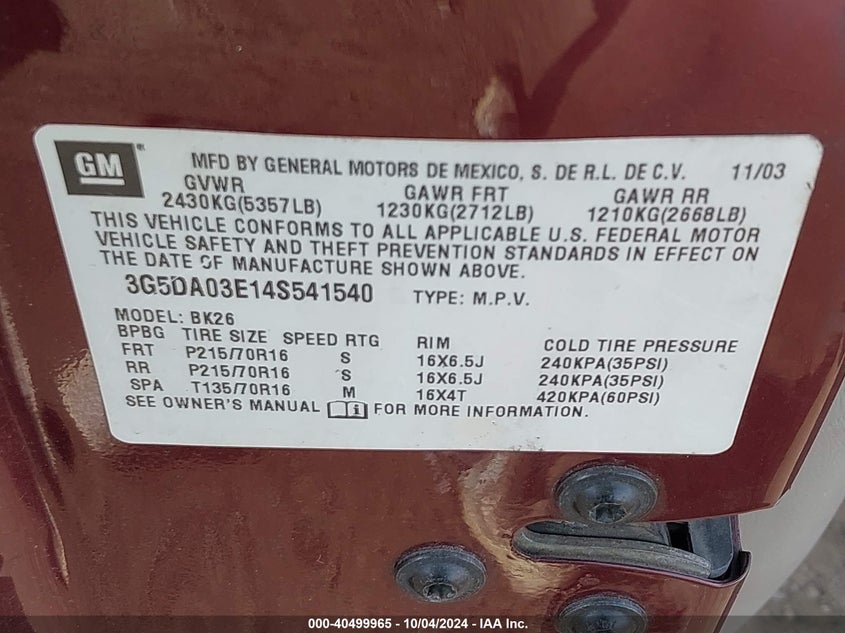 GM ® MFD BY GENERAL MOTORS DE MEXICO, S. DE R.L. DE C.V. 11/03
GVWR GAWR FRT GAWR RR
2430KG(5357LB) 1230KG(2712LB) 1210KG(2668LB)
THIS VEHICLE CONFORMS TO ALL APPLICABLE U.S. FEDERAL MOTOR
VEHICLE SAFETY AND THEFT PREVENTION STANDARDS IN EFFECT ON
THE DATE OF MANUFACTURE SHOWN ABOVE.
3G5DA03E14S541540 TYPE: M.P.V.
MODEL: BK26
BPBG TIRE SIZE SPEED RTG RIM COLD TIRE PRESSURE
FRT P215/70R16 S 16X6.5J 240KPA(35PSI)
RR P215/70R16 S 16X6.5J 240KPA(35PSI)
SPA T135/70R16 M 16X4T 420KPA(60PSI)
SEE OWNER'S MANUAL i FOR MORE INFORMATION.
000-40499965 - 10/04/2024 - IAA Inc.